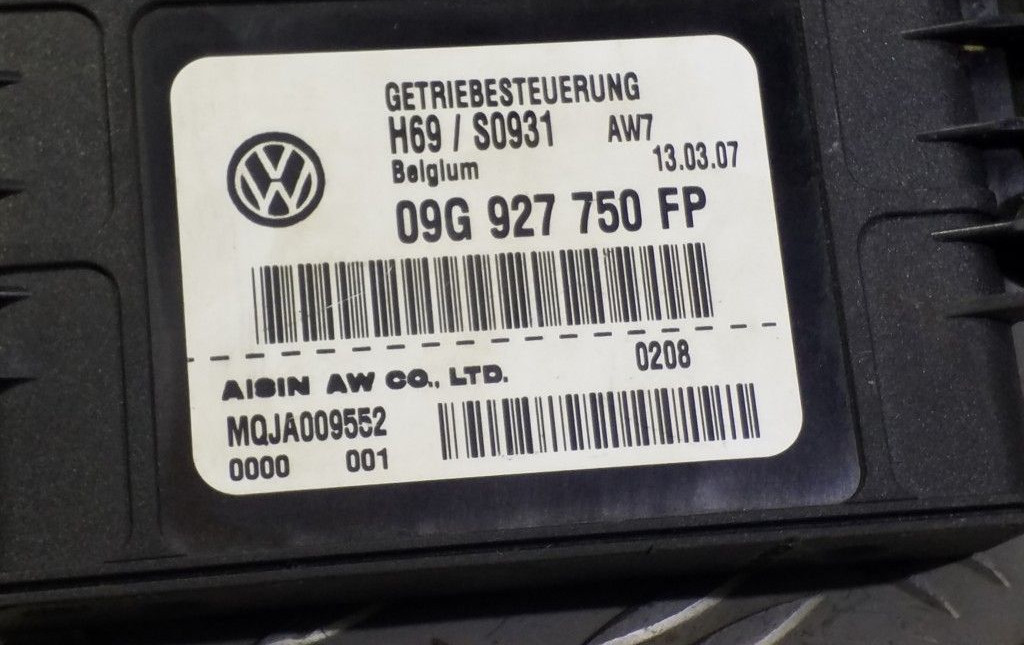 GETRIEBESTEUERUNG
H69 / S0931 AW7
Belgium 13.03.07
09G 927 750 FP
0208
AISIN AW CO., LTD.
MQJA009552
0000 001